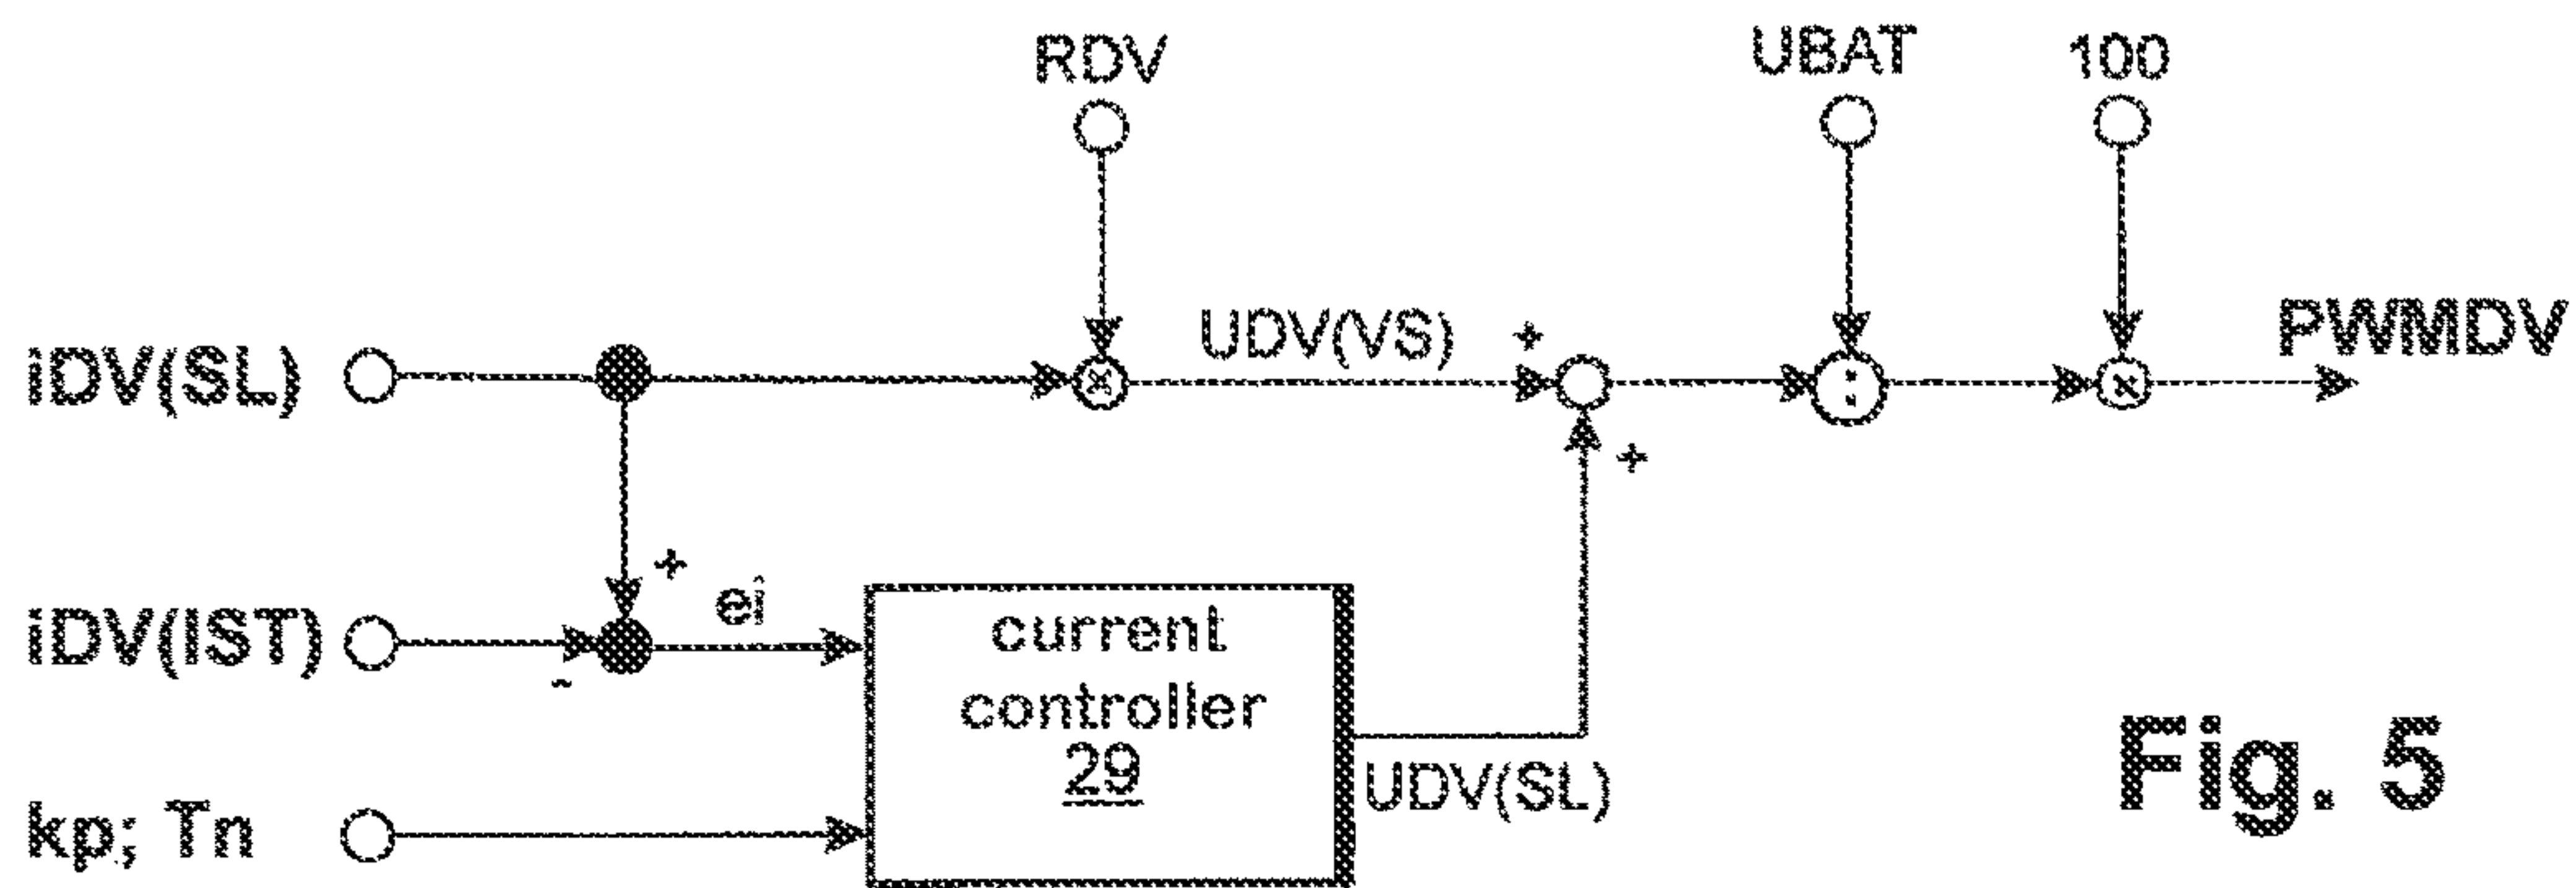 RDV
UBAT
100
iDV(SL)
x
UDV(VS)
+
+
:
x
PWMDV
iDV(IST)
+
-
ei
current
controller
29
UDV(SL)
kp; Tn
Fig. 5